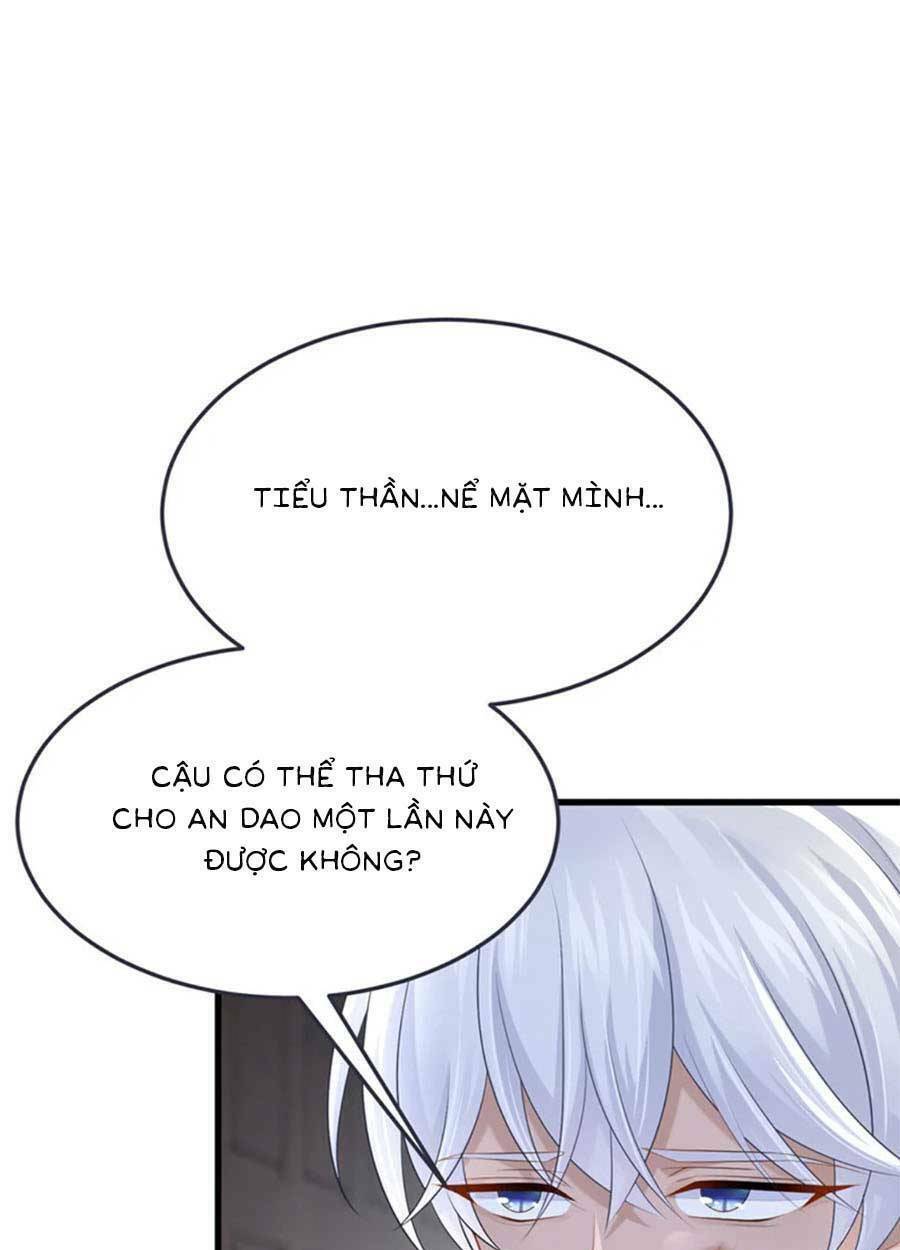 TIỂU THẦN...NỂ MẶT MÌNH...
CẬU CÓ THỂ THA THỨ
CHO AN DAO MỘT LẦN NÀY
ĐƯỢC KHÔNG?